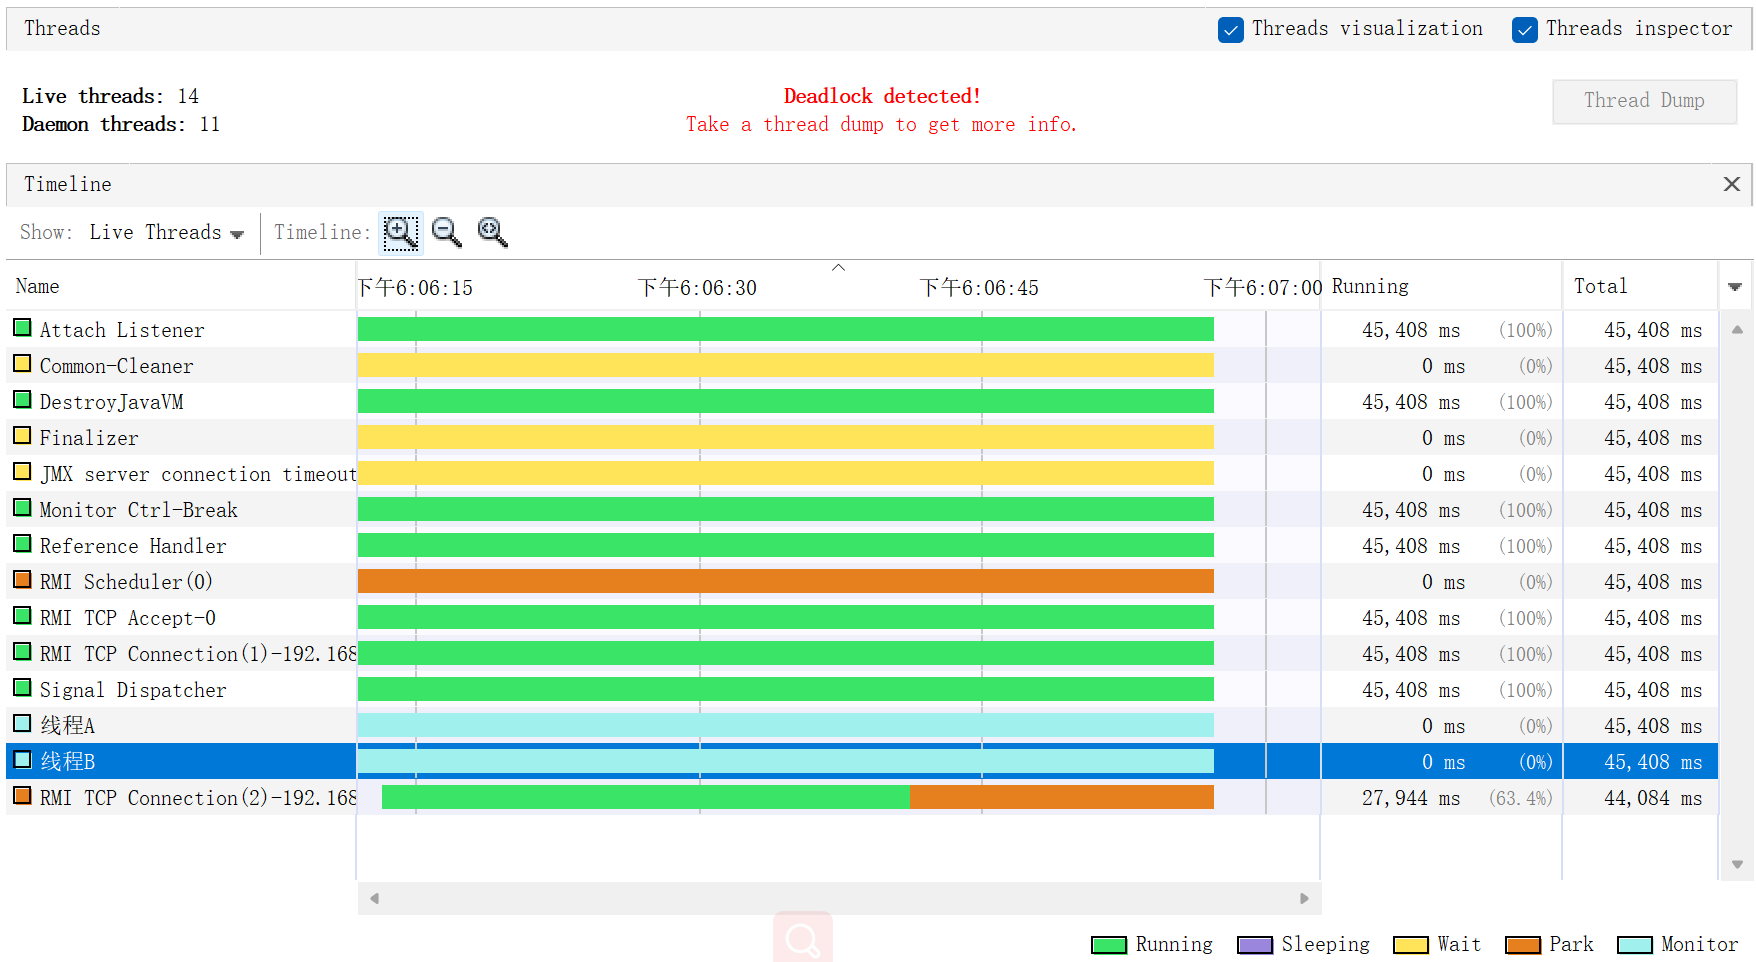 Threads Threads visualization Threads inspector
Live threads: 14 Deadlock detected! Thread Dump
Daemon threads: 11 Take a thread dump to get more info.
Timeline
Show: Live Threads Timeline:
Name 下午6:06:15 下午6:06:30 下午6:06:45 下午6:07:00 Running Total
Attach Listener 45,408 ms (100%) 45,408 ms
Common-Cleaner 0 ms (0%) 45,408 ms
DestroyJavaVM 45,408 ms (100%) 45,408 ms
Finalizer 0 ms (0%) 45,408 ms
JMX server connection timeout 0 ms (0%) 45,408 ms
Monitor Ctrl-Break 45,408 ms (100%) 45,408 ms
Reference Handler 45,408 ms (100%) 45,408 ms
RMI Scheduler(0) 0 ms (0%) 45,408 ms
RMI TCP Accept-0 45,408 ms (100%) 45,408 ms
RMI TCP Connection(1)-192.168 45,408 ms (100%) 45,408 ms
Signal Dispatcher 45,408 ms (100%) 45,408 ms
线程A 0 ms (0%) 45,408 ms
线程B 0 ms (0%) 45,408 ms
RMI TCP Connection(2)-192.168 27,944 ms (63.4%) 44,084 ms
Running Sleeping Wait Park Monitor